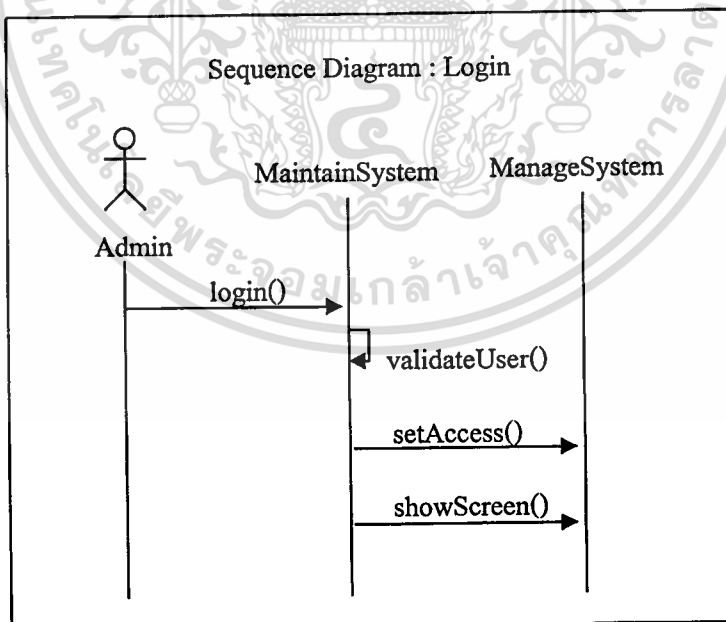 Sequence Diagram : Login
MaintainSystem
ManageSystem
Admin
login()
validateUser()
setAccess()
showScreen()